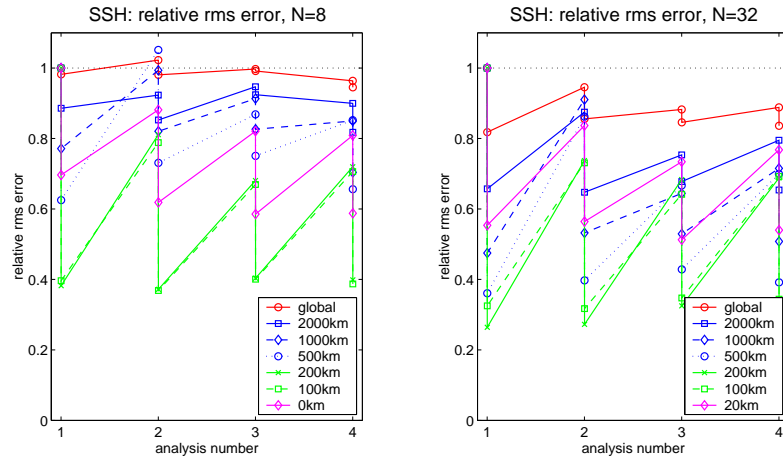 SSH: relative rms error, N=8
1
0.8
0.6
0.4
0.2
0
relative rms error
1 2 3 4
analysis number
global
2000km
1000km
500km
200km
100km
0km
SSH: relative rms error, N=32
1
0.8
0.6
0.4
0.2
0
relative rms error
1 2 3 4
analysis number
global
2000km
1000km
500km
200km
100km
20km